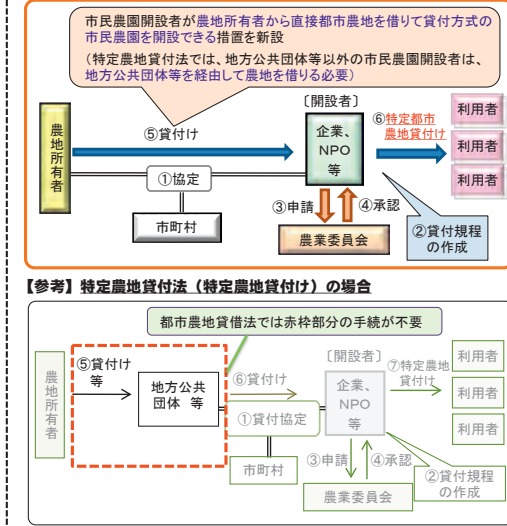 市民農園開設者が農地所有者から直接都市農地を借りて貸付方式の
市民農園を開設できる措置を新設
(特定農地貸付法では、地方公共団体等以外の市民農園開設者は、
地方公共団体等を経由して農地を借りる必要)
農地所有者
⑤貸付け
〔開設者〕
企業、
NPO
等
⑥特定都市
農地貸付け
利用者
利用者
利用者
①協定
市町村
③申請
④承認
農業委員会
②貸付規程
の作成
【参考】特定農地貸付法(特定農地貸付け)の場合
都市農地貸借法では赤枠部分の手続が不要
農地所有者
⑤貸付け
等
地方公共
団体 等
⑥貸付け
①貸付協定
市町村
〔開設者〕
企業、
NPO
等
⑦特定農地
貸付け
利用者
利用者
利用者
③申請
④承認
農業委員会
②貸付規程
の作成